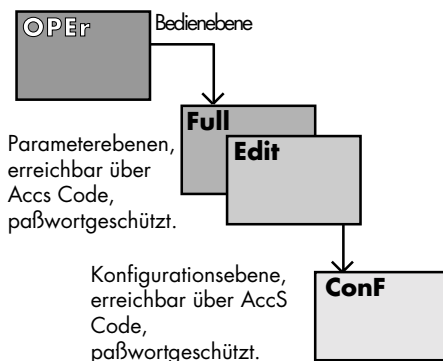 OPEr
Bedienebene
Full
Edit
Parameterebenen,
erreichbar über
Accs Code,
paßwortgeschützt.
Konfigurationsebene,
erreichbar über AccS
Code,
paßwortgeschützt.
ConF